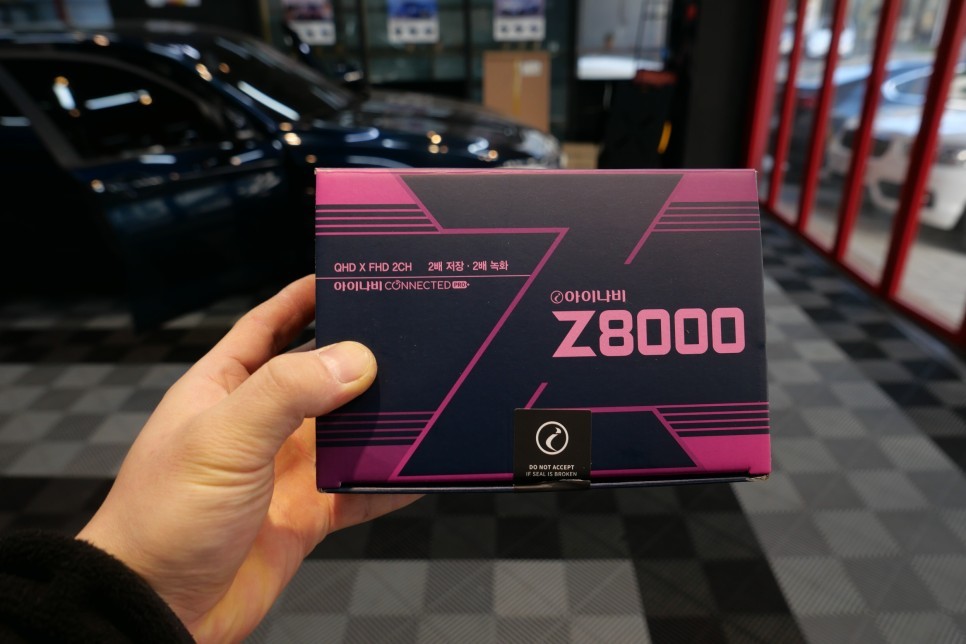 QHD X FHD 2CH 2배 저장 · 2배 녹화
아이나비 CONNECTED PRO+
아이나비
Z8000
DO NOT ACCEPT
IF SEAL IS BROKEN